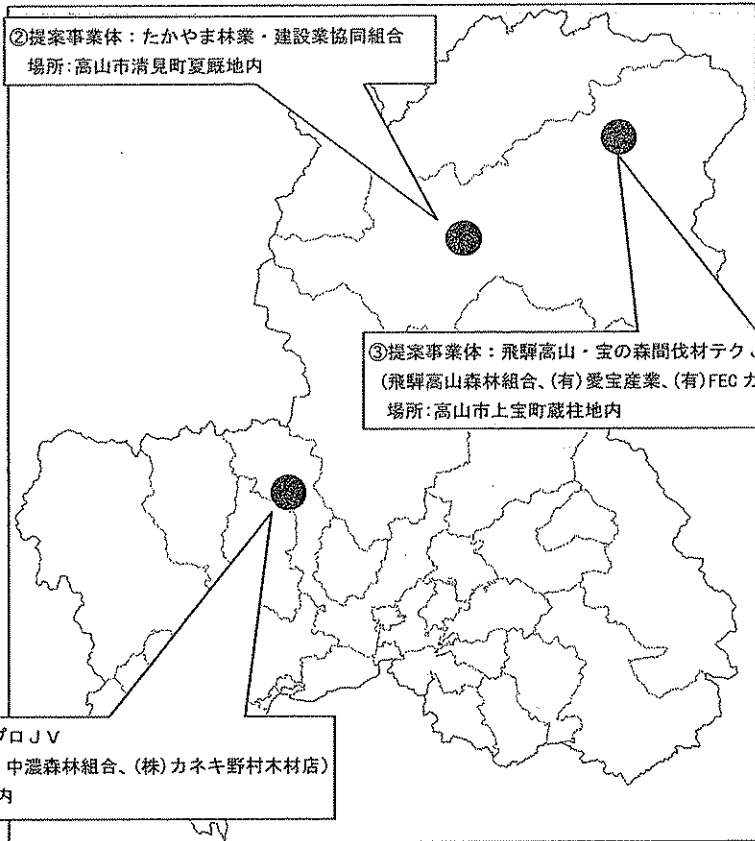 ②提案事業体：たかやま林業・建設業協同組合
場所：高山市清見町夏厩地内
③提案事業体：飛騨高山・宝の森間伐材テク
(飛騨高山森林組合、(有)愛宝産業、(有)FEC
場所：高山市上宝町蔵柱地内
プロJV
中濃森林組合、(株)カネキ野村木材店)
内